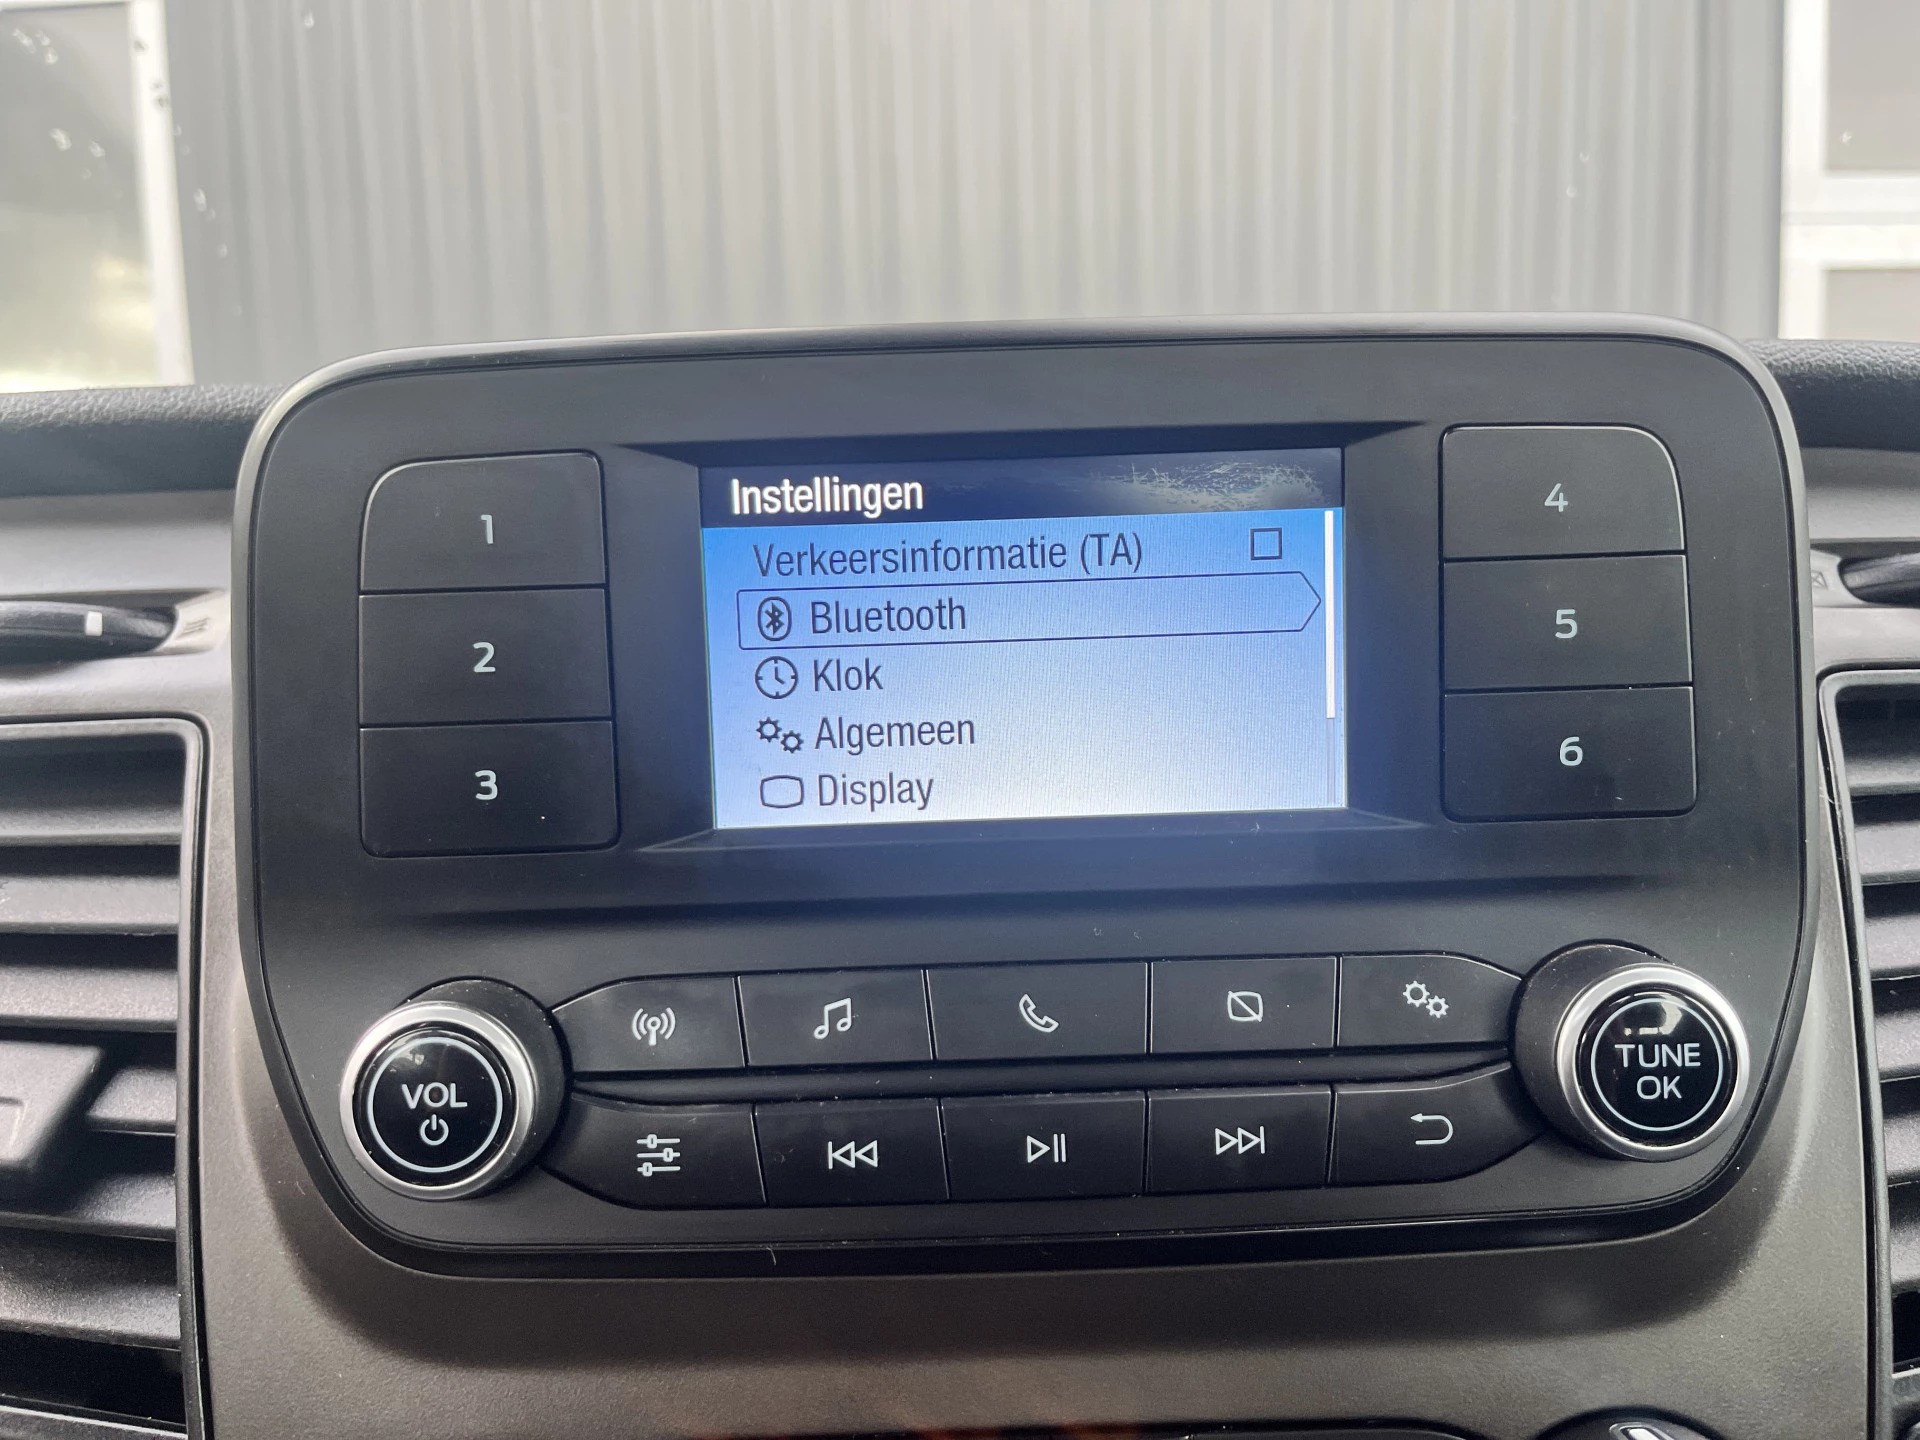 Instellingen
Verkeersinformatie (TA)
Bluetooth
Klok
Algemeen
Display
1
2
3
4
5
6
VOL
TUNE
OK